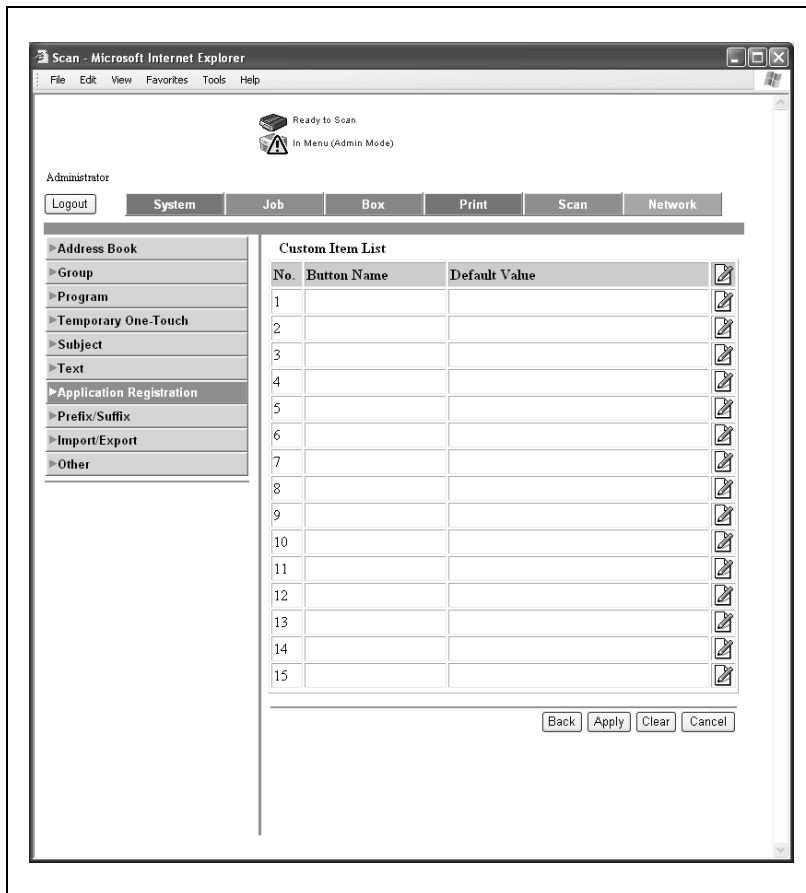 Scan - Microsoft Internet Explorer
File Edit View Favorites Tools Help
Ready to Scan
In Menu (Admin Mode)
Administrator
Logout System Job Box Print Scan Network
Address Book
Group
Program
Temporary One-Touch
Subject
Text
Application Registration
Prefix/Suffix
Import/Export
Other
Custom Item List
No. Button Name Default Value
1
2
3
4
5
6
7
8
9
10
11
12
13
14
15
Back Apply Clear Cancel